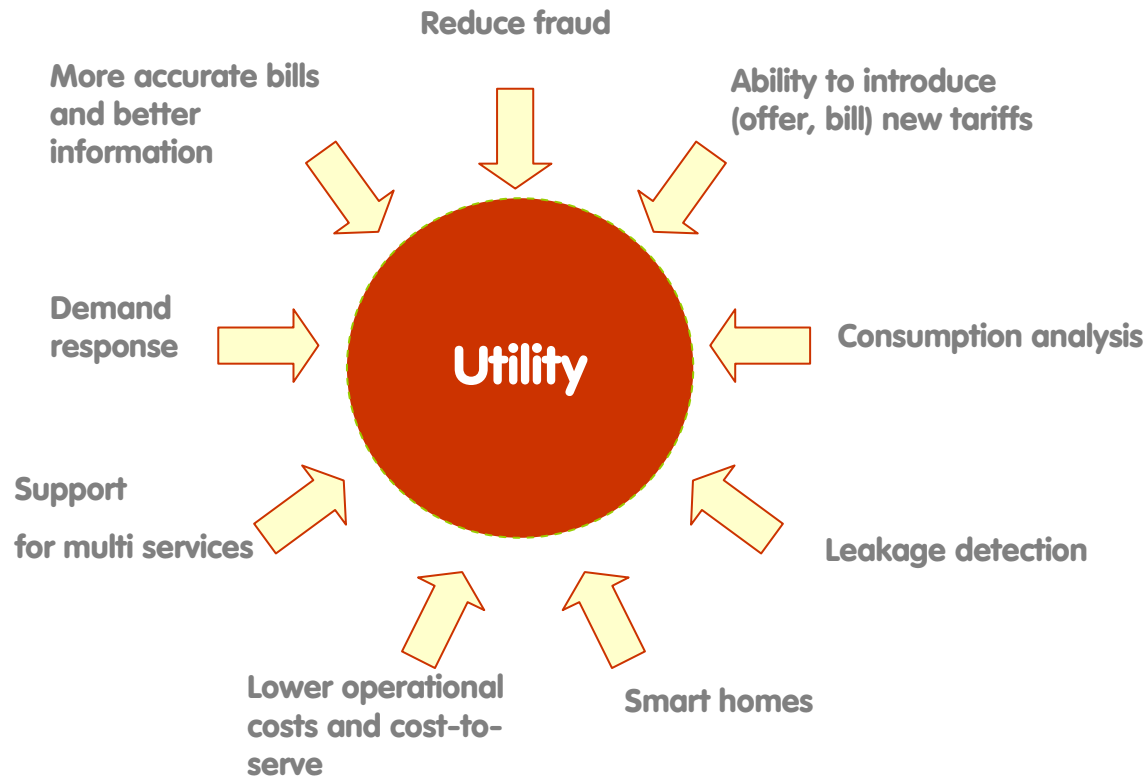 Reduce fraud
More accurate bills
and better
information
Ability to introduce
(offer, bill) new tariffs
Demand
response
Utility
Consumption analysis
Support
for multi services
Leakage detection
Lower operational
costs and cost-to-
serve
Smart homes